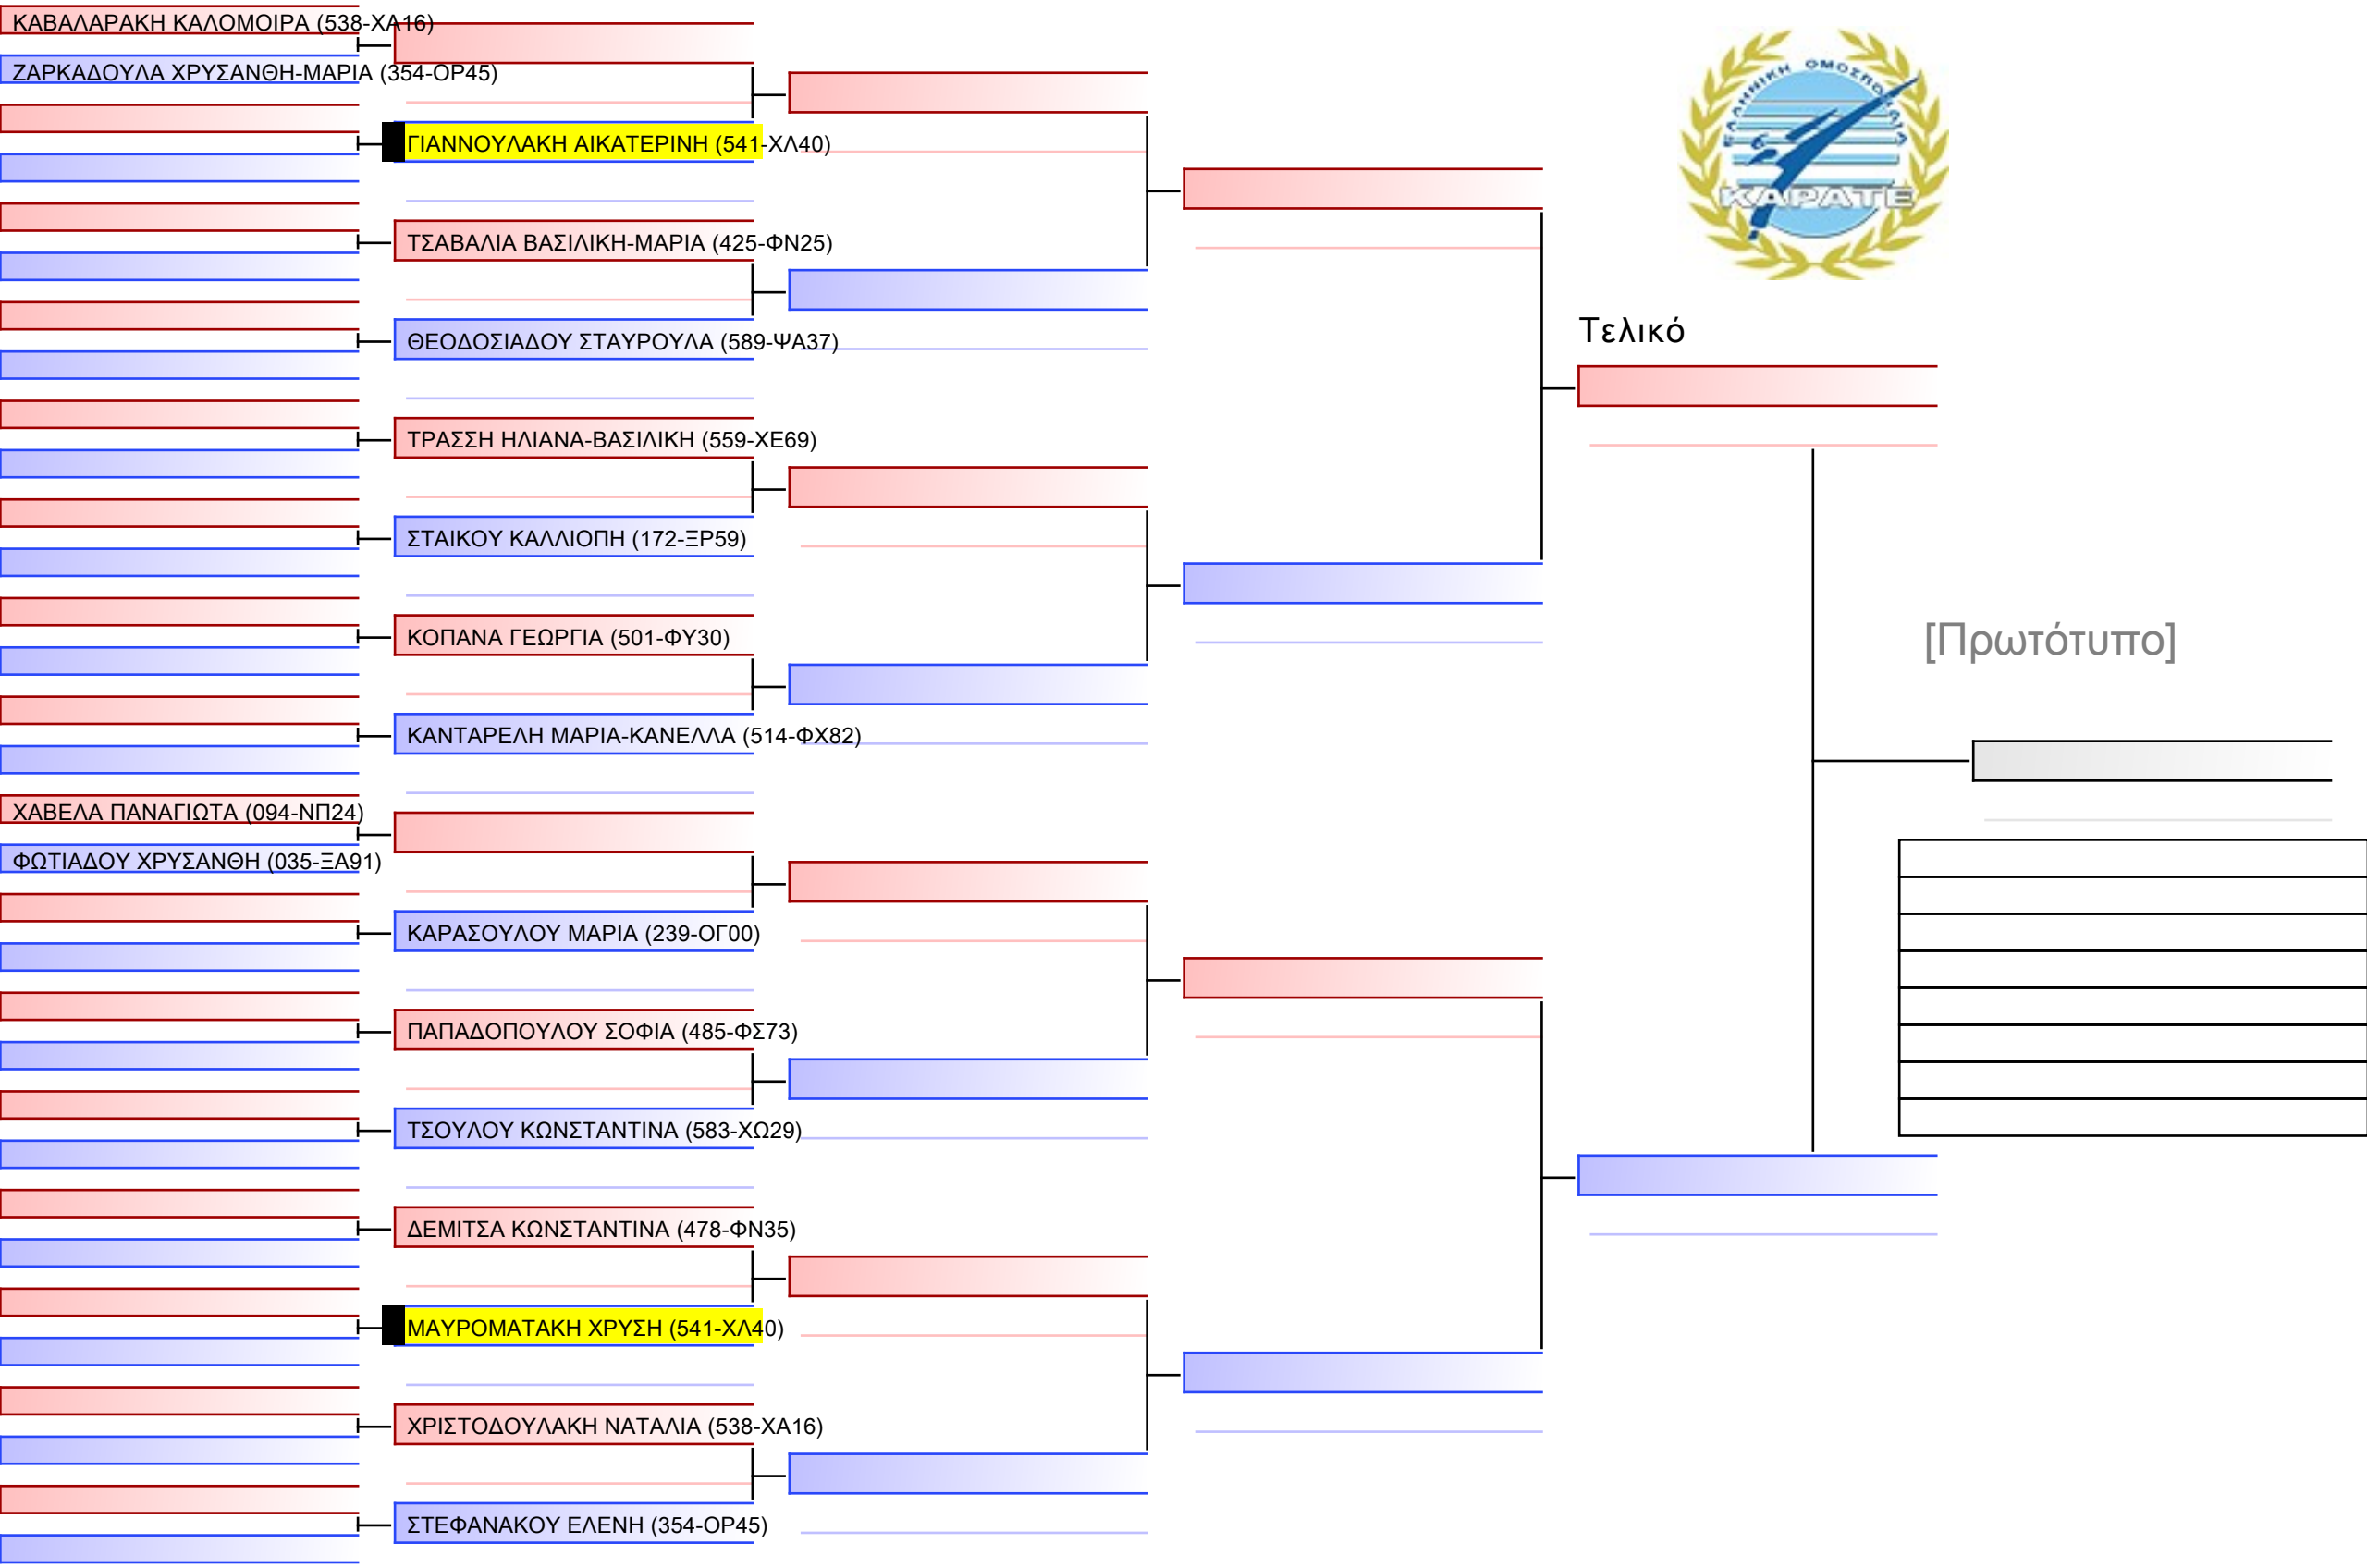 ΚΑΒΑΛΑΡΑΚΗ ΚΑΛΟΜΟΙΡΑ (538-ΧΑ16)
ΖΑΡΚΑΔΟΥΛΑ ΧΡΥΣΑΝΘΗ-ΜΑΡΙΑ (354-ΟΡ45)
ΓΙΑΝΝΟΥΛΑΚΗ ΑΙΚΑΤΕΡΙΝΗ (541-ΧΛ40)
ΤΣΑΒΑΛΙΑ ΒΑΣΙΛΙΚΗ-ΜΑΡΙΑ (425-ΦΝ25)
ΘΕΟΔΟΣΙΑΔΟΥ ΣΤΑΥΡΟΥΛΑ (589-ΨΑ37)
ΤΡΑΣΣΗ ΗΛΙΑΝΑ-ΒΑΣΙΛΙΚΗ (559-ΧΕ69)
ΣΤΑΙΚΟΥ ΚΑΛΛΙΟΠΗ (172-ΞΡ59)
ΚΟΠΑΝΑ ΓΕΩΡΓΙΑ (501-ΦΥ30)
ΚΑΝΤΑΡΕΛΗ ΜΑΡΙΑ-ΚΑΝΕΛΛΑ (514-ΦΧ82)
ΧΑΒΕΛΑ ΠΑΝΑΓΙΩΤΑ (094-ΝΠ24)
ΦΩΤΙΑΔΟΥ ΧΡΥΣΑΝΘΗ (035-ΞΑ91)
ΚΑΡΑΣΟΥΛΟΥ ΜΑΡΙΑ (239-ΟΓ00)
ΠΑΠΑΔΟΠΟΥΛΟΥ ΣΟΦΙΑ (485-ΦΣ73)
ΤΣΟΥΛΟΥ ΚΩΝΣΤΑΝΤΙΝΑ (583-ΧΩ29)
ΔΕΜΙΤΣΑ ΚΩΝΣΤΑΝΤΙΝΑ (478-ΦΝ35)
ΜΑΥΡΟΜΑΤΑΚΗ ΧΡΥΣΗ (541-ΧΛ40)
ΧΡΙΣΤΟΔΟΥΛΑΚΗ ΝΑΤΑΛΙΑ (538-ΧΑ16)
ΣΤΕΦΑΝΑΚΟΥ ΕΛΕΝΗ (354-ΟΡ45)
ΕΛΛΗΝΙΚΗ ΟΜΟΣΠΟΝΔΙΑ
ΚΑΡΑΤΕ
Τελικό
[Πρωτότυπο]